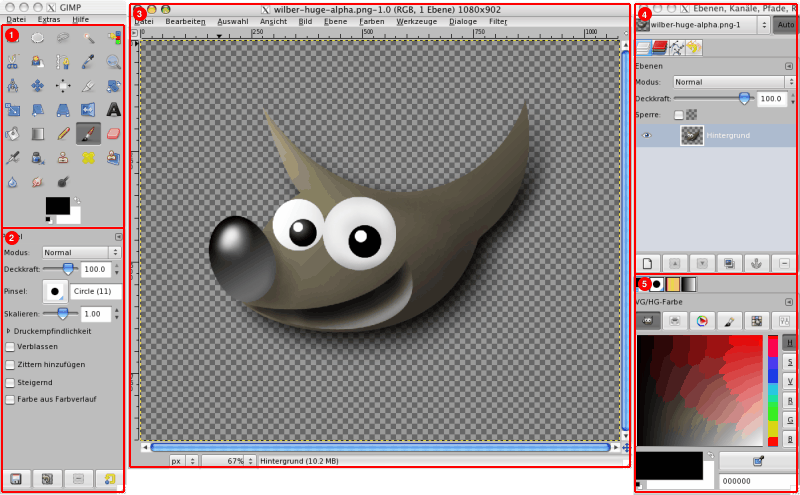 GIMP
Datei Extras Hilfe
1
2
Modus: Normal
Deckkraft: 100.0
Pinsel: Circle (11)
Skalieren: 1.00
Druckempfindlichkeit
Verblassen
Zittern hinzufügen
Steigernd
Farbe aus Farbverlauf
3
wilber-huge-alpha.png-1.0 (RGB, 1 Ebene) 1080x902
Datei Bearbeiten Auswahl Ansicht Bild Ebene Farben Werkzeuge Dialoge Filter
0 250 500 750 1000
px 67% Hintergrund (10.2 MB)
Ebenen, Kanäle, Pfade, R
4
wilber-huge-alpha.png-1 Auto
Ebenen
Modus: Normal
Deckkraft: 100.0
Sperre:
Hintergrund
5
VG/HG-Farbe
H
S
V
R
G
B
000000